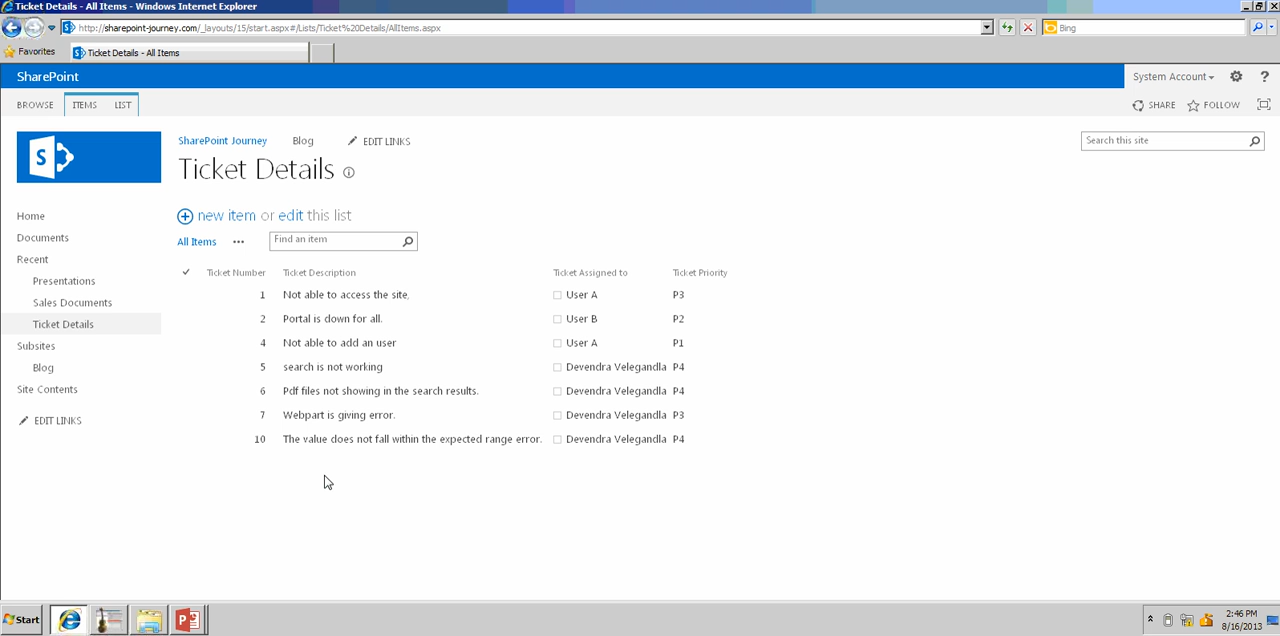 Ticket Details - All Items - Windows Internet Explorer
http://sharepoint-journey.com/_layouts/15/start.aspx#/Lists/Ticket%20Details/AllItems.aspx
Bing
Favorites
Ticket Details - All Items
SharePoint
System Account
?
BROWSE ITEMS LIST
SHARE FOLLOW
S
SharePoint Journey Blog EDIT LINKS
Search this site
Ticket Details
new item or edit this list
All Items ••• Find an item
Home
Documents
Recent
Presentations
Sales Documents
Ticket Details
Subsites
Blog
Site Contents
EDIT LINKS
Ticket Number Ticket Description Ticket Assigned to Ticket Priority
1 Not able to access the site, User A P3
2 Portal is down for all. User B P2
4 Not able to add an user User A P1
5 search is not working Devendra Velegandla P4
6 Pdf files not showing in the search results. Devendra Velegandla P4
7 Webpart is giving error. Devendra Velegandla P3
10 The value does not fall within the expected range error. Devendra Velegandla P4
Start
2:46 PM
8/16/2013